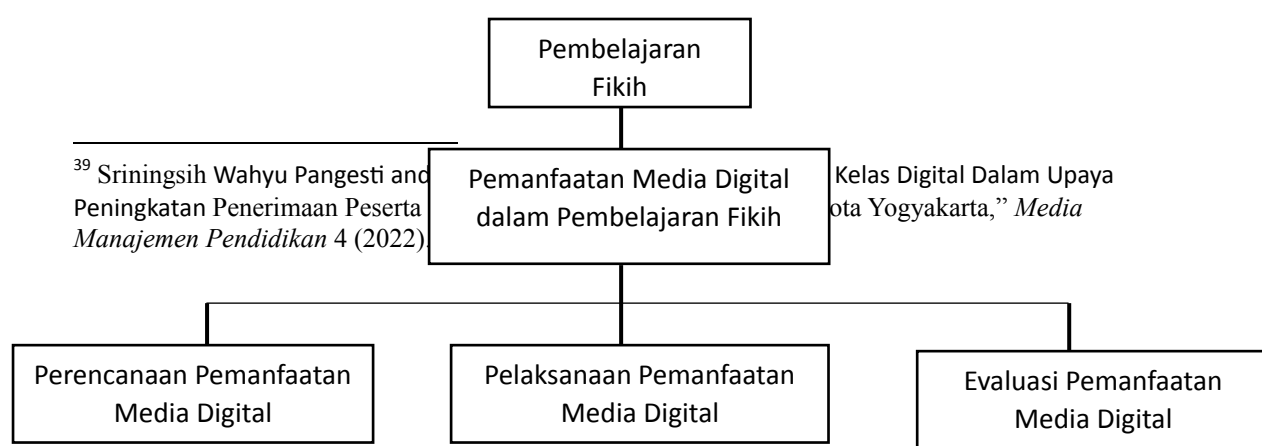 Pembelajaran
Fikih
39 Sriningsih Wahyu Pangesti and
Kelas Digital Dalam Upaya
Peningkatan Penerimaan Peserta
ota Yogyakarta,” Media
Manajemen Pendidikan 4 (2022)
Pemanfaatan Media Digital
dalam Pembelajaran Fikih
Perencanaan Pemanfaatan
Media Digital
Pelaksanaan Pemanfaatan
Media Digital
Evaluasi Pemanfaatan
Media Digital